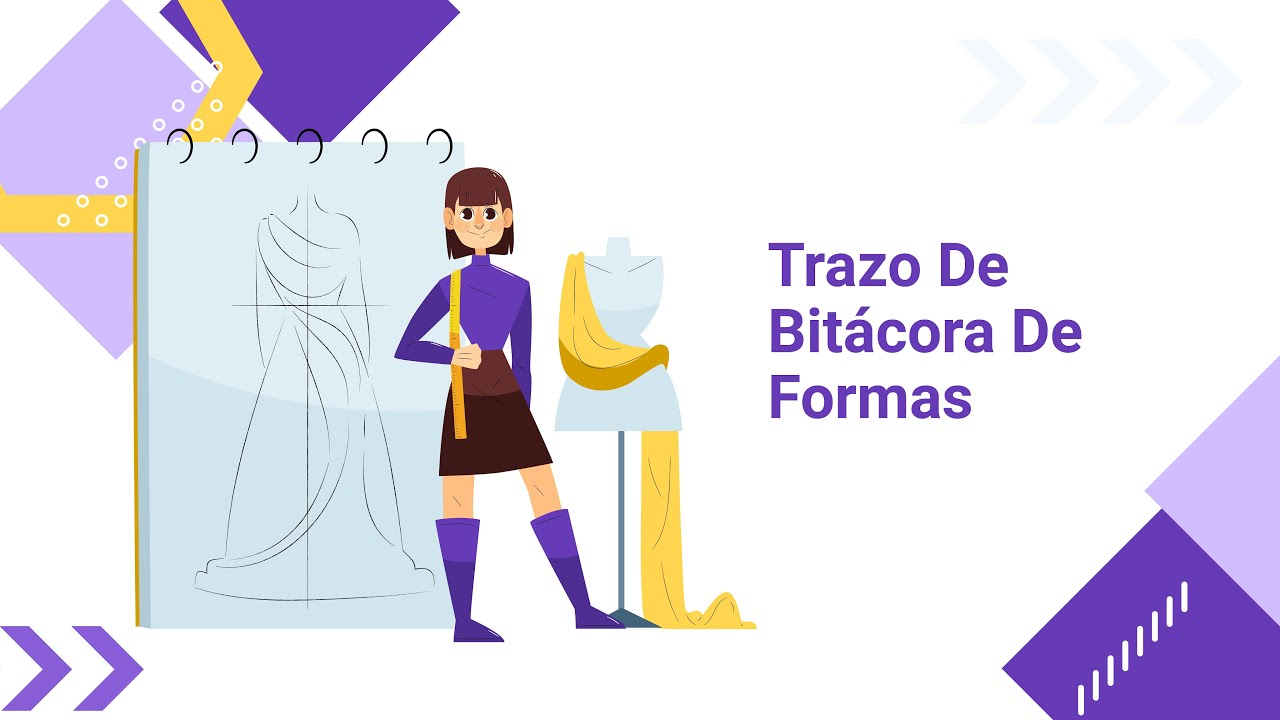 Trazo De
Bitácora De
Formas